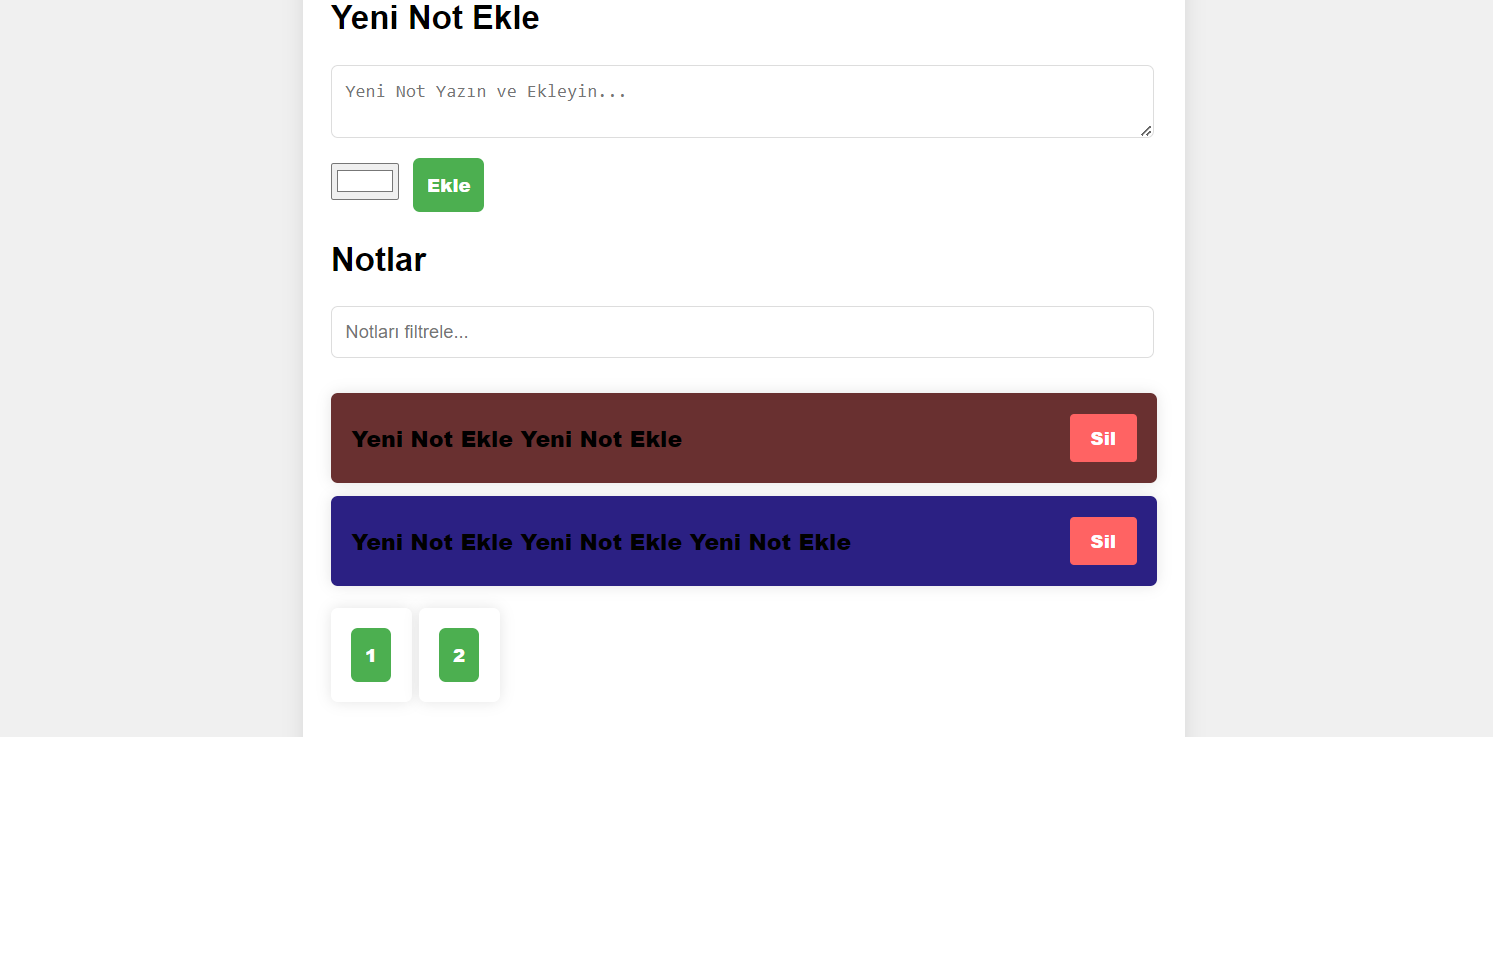 Yeni Not Ekle
Yeni Not Yazın ve Ekleyin...
Ekle
Notlar
Notları filtrele...
Yeni Not Ekle Yeni Not Ekle
Sil
Yeni Not Ekle Yeni Not Ekle Yeni Not Ekle
Sil
1 2